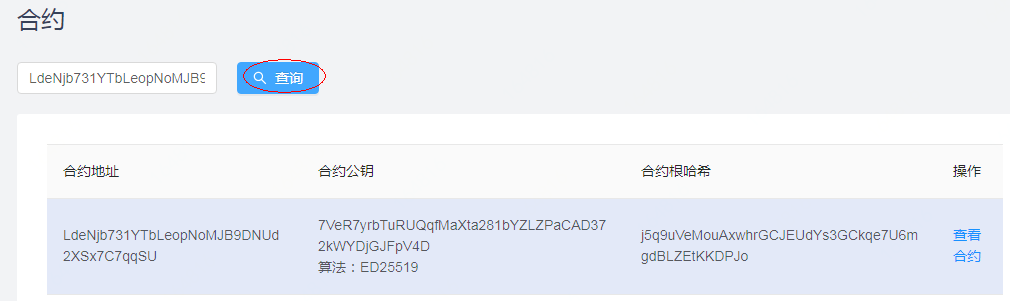 合约
LdeNjb731YTbLeopNoMJB9
查询
合约地址 合约公钥 合约根哈希 操作
LdeNjb731YTbLeopNoMJB9DNUd
2XSx7C7qqSU
7VeR7yrbTuRUQqfMaXta281bYZLZPaCAD37
2kWYDjGJFpV4D
算法：ED25519
j5q9uVeMouAxwhrGCJEUdYs3GCkqe7U6m
gdBLZEtKKDPJo
查看
合约